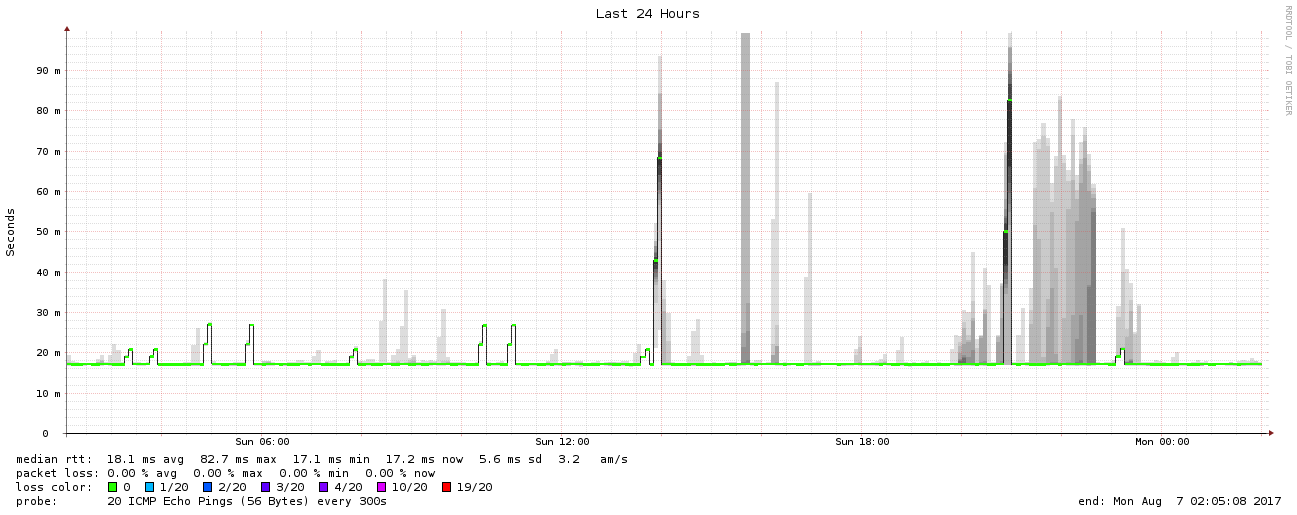 Last 24 Hours
RRDTOOL / TOBI OETIKER
Seconds
90 m
80 m
70 m
60 m
50 m
40 m
30 m
20 m
10 m
0
Sun 06:00 Sun 12:00 Sun 18:00 Mon 00:00
median rtt: 18.1 ms avg 82.7 ms max 17.1 ms min 17.2 ms now 5.6 ms sd 3.2 am/s
packet loss: 0.00 % avg 0.00 % max 0.00 % min 0.00 % now
loss color: 0 1/20 2/20 3/20 4/20 10/20 19/20
probe: 20 ICMP Echo Pings (56 Bytes) every 300s end: Mon Aug 7 02:05:08 2017